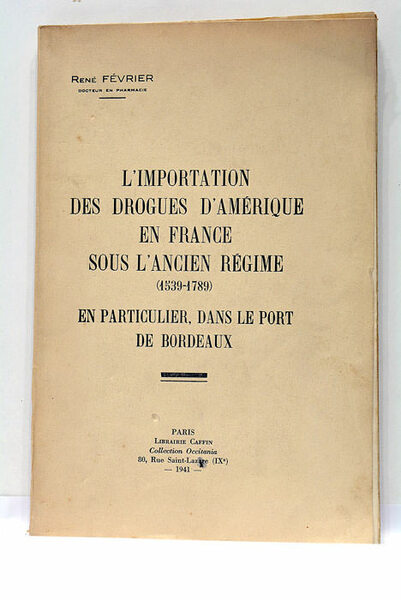 RENÉ FÉVRIER
DOCTEUR EN PHARMACIE
L'IMPORTATION
DES DROGUES D'AMÉRIQUE
EN FRANCE
SOUS L'ANCIEN RÉGIME
(1539-1789)
EN PARTICULIER, DANS LE PORT
DE BORDEAUX
PARIS
LIBRAIRIE CAFFIN
Collection Occitania
80, Rue Saint-Lazare (IXe)
— 1941 —